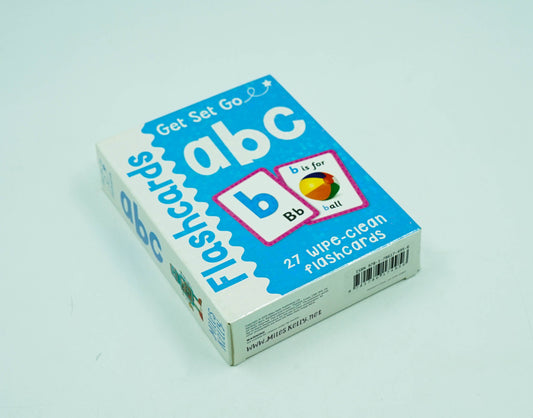 Get Set Go
abc
Flashcards
b
Bb
b is for
ball
27 wipe-clean
flashcards
abc
www.mileskelly.net